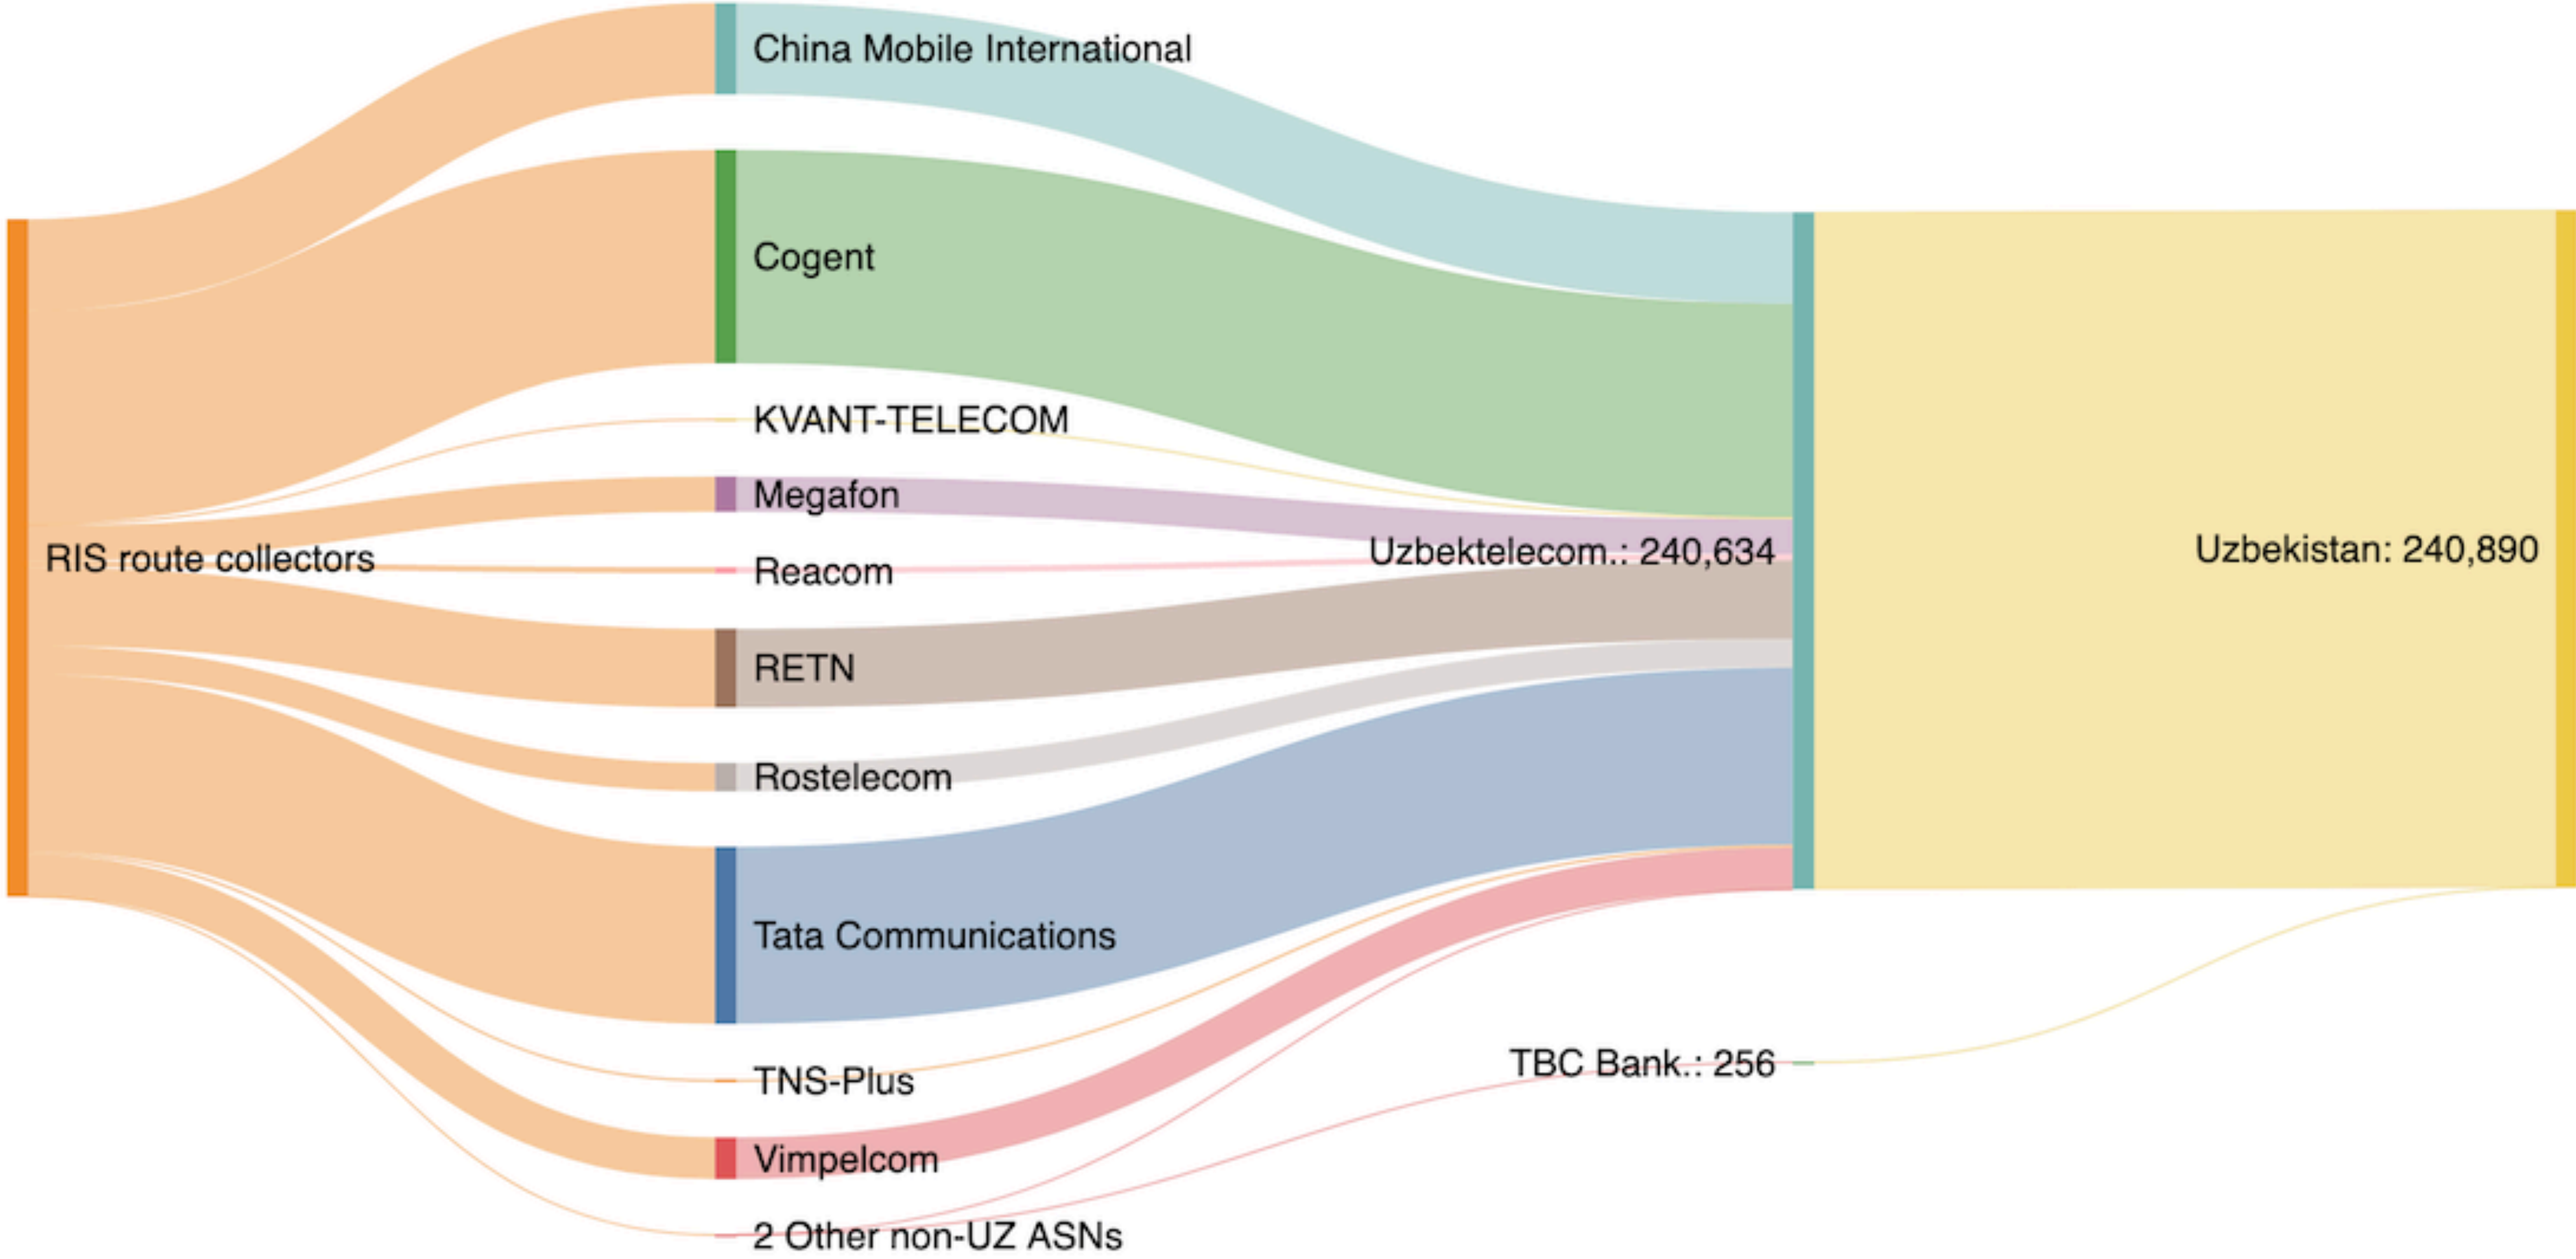 RIS route collectors
China Mobile International
Cogent
KVANT-TELECOM
Megafon
Reacom
RETN
Rostelecom
Tata Communications
TNS-Plus
Vimpelcom
2 Other non-UZ ASNs
Uzbektelecom.: 240,634
TBC Bank.: 256
Uzbekistan: 240,890